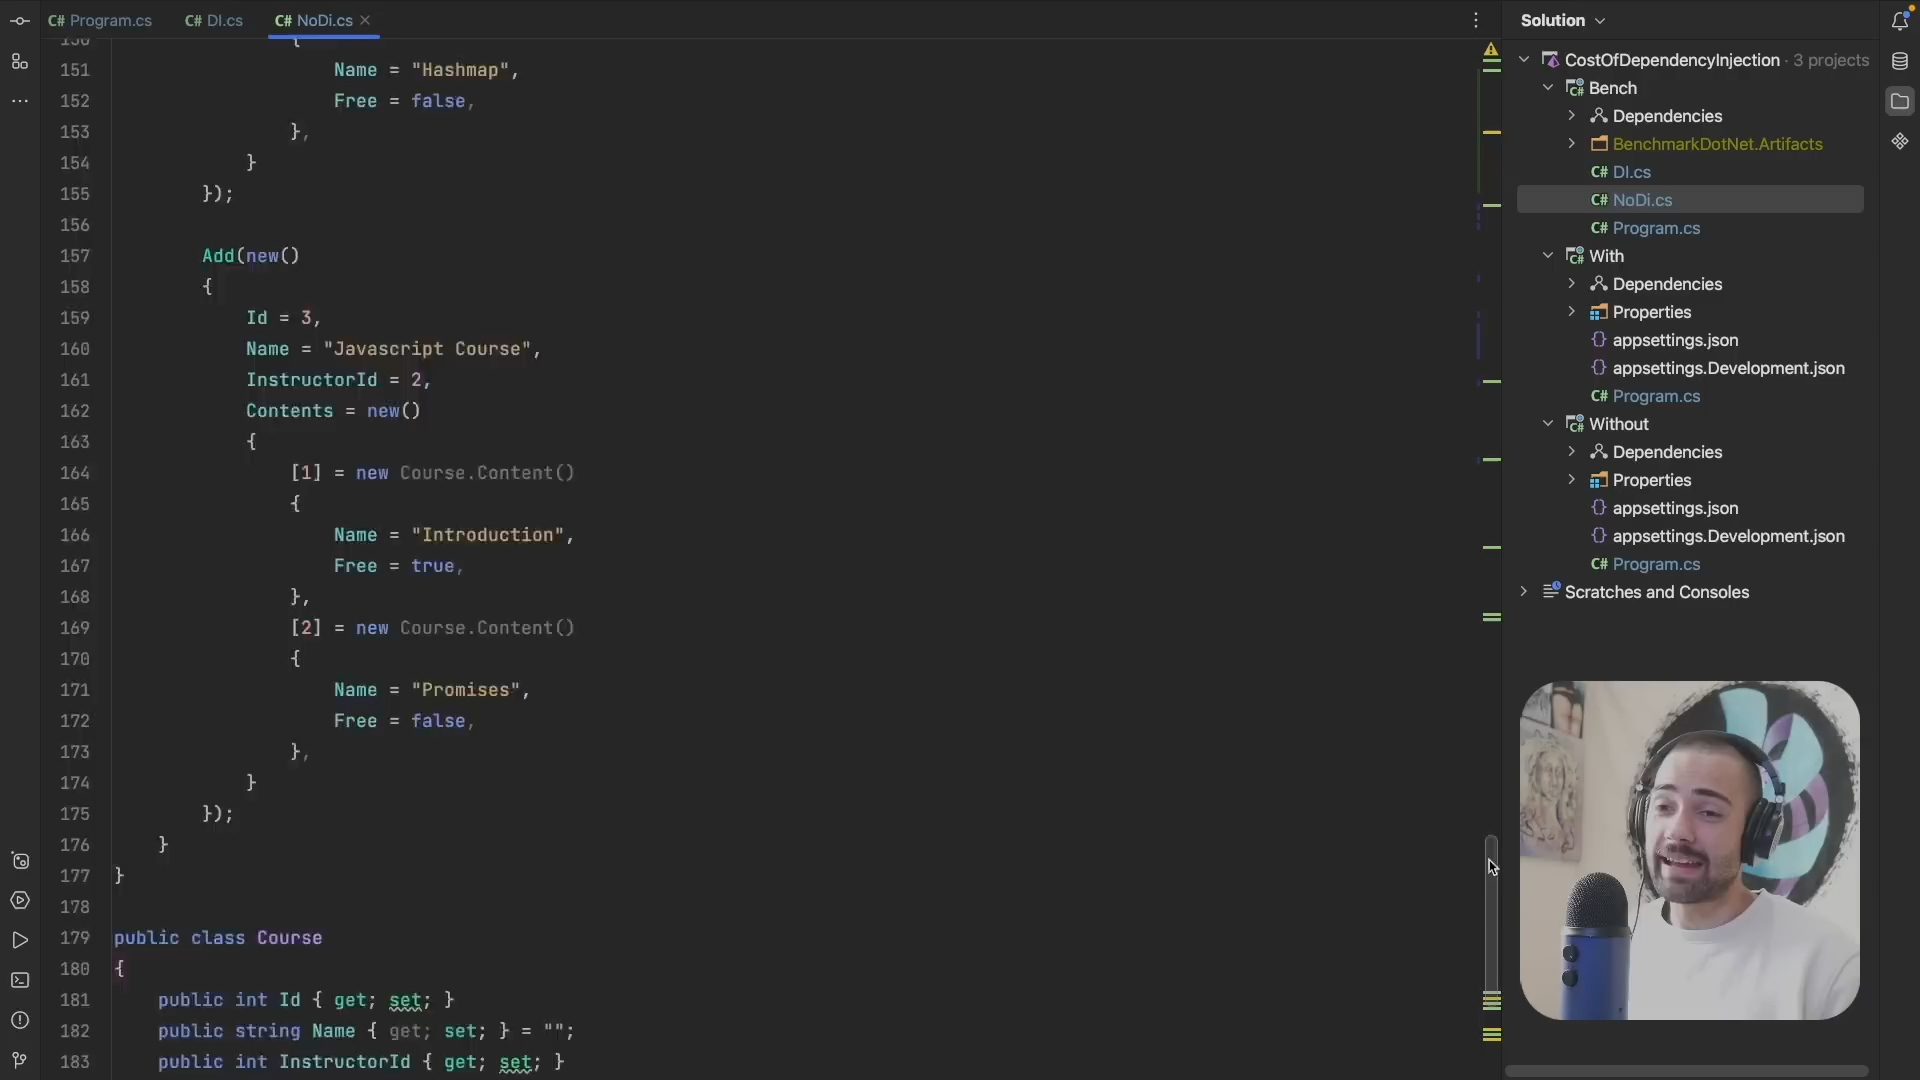 C# Program.cs
C# DI.cs
C# NoDi.cs
Solution
150 {
151 Name = "Hashmap",
152 Free = false,
153 },
154 }
155 });
156
157 Add(new()
158 {
159 Id = 3,
160 Name = "Javascript Course",
161 InstructorId = 2,
162 Contents = new()
163 {
164 [1] = new Course.Content()
165 {
166 Name = "Introduction",
167 Free = true,
168 },
169 [2] = new Course.Content()
170 {
171 Name = "Promises",
172 Free = false,
173 },
174 }
175 });
176 }
177 }
178
179 public class Course
180 {
181 public int Id { get; set; }
182 public string Name { get; set; } = "";
183 public int InstructorId { get; set; }
CostOfDependencyInjection · 3 projects
C# Bench
Dependencies
BenchmarkDotNet.Artifacts
C# DI.cs
C# NoDi.cs
C# Program.cs
C# With
Dependencies
Properties
{} appsettings.json
{} appsettings.Development.json
C# Program.cs
C# Without
Dependencies
Properties
{} appsettings.json
{} appsettings.Development.json
C# Program.cs
Scratches and Consoles